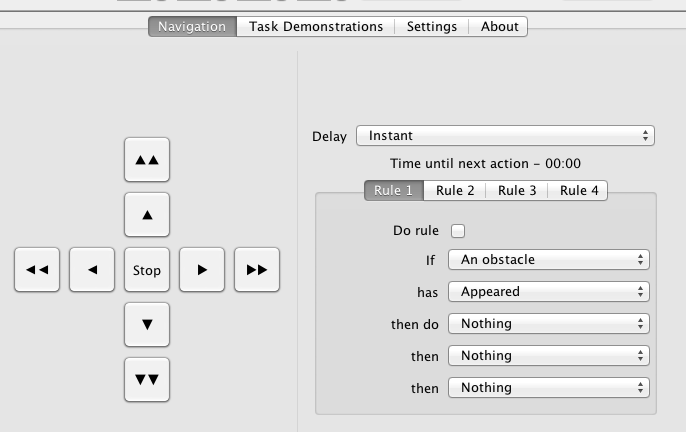 Navigation Task Demonstrations Settings About
Delay Instant
Time until next action - 00:00
Rule 1 Rule 2 Rule 3 Rule 4
Do rule
If An obstacle
has Appeared
then do Nothing
then Nothing
then Nothing
Stop